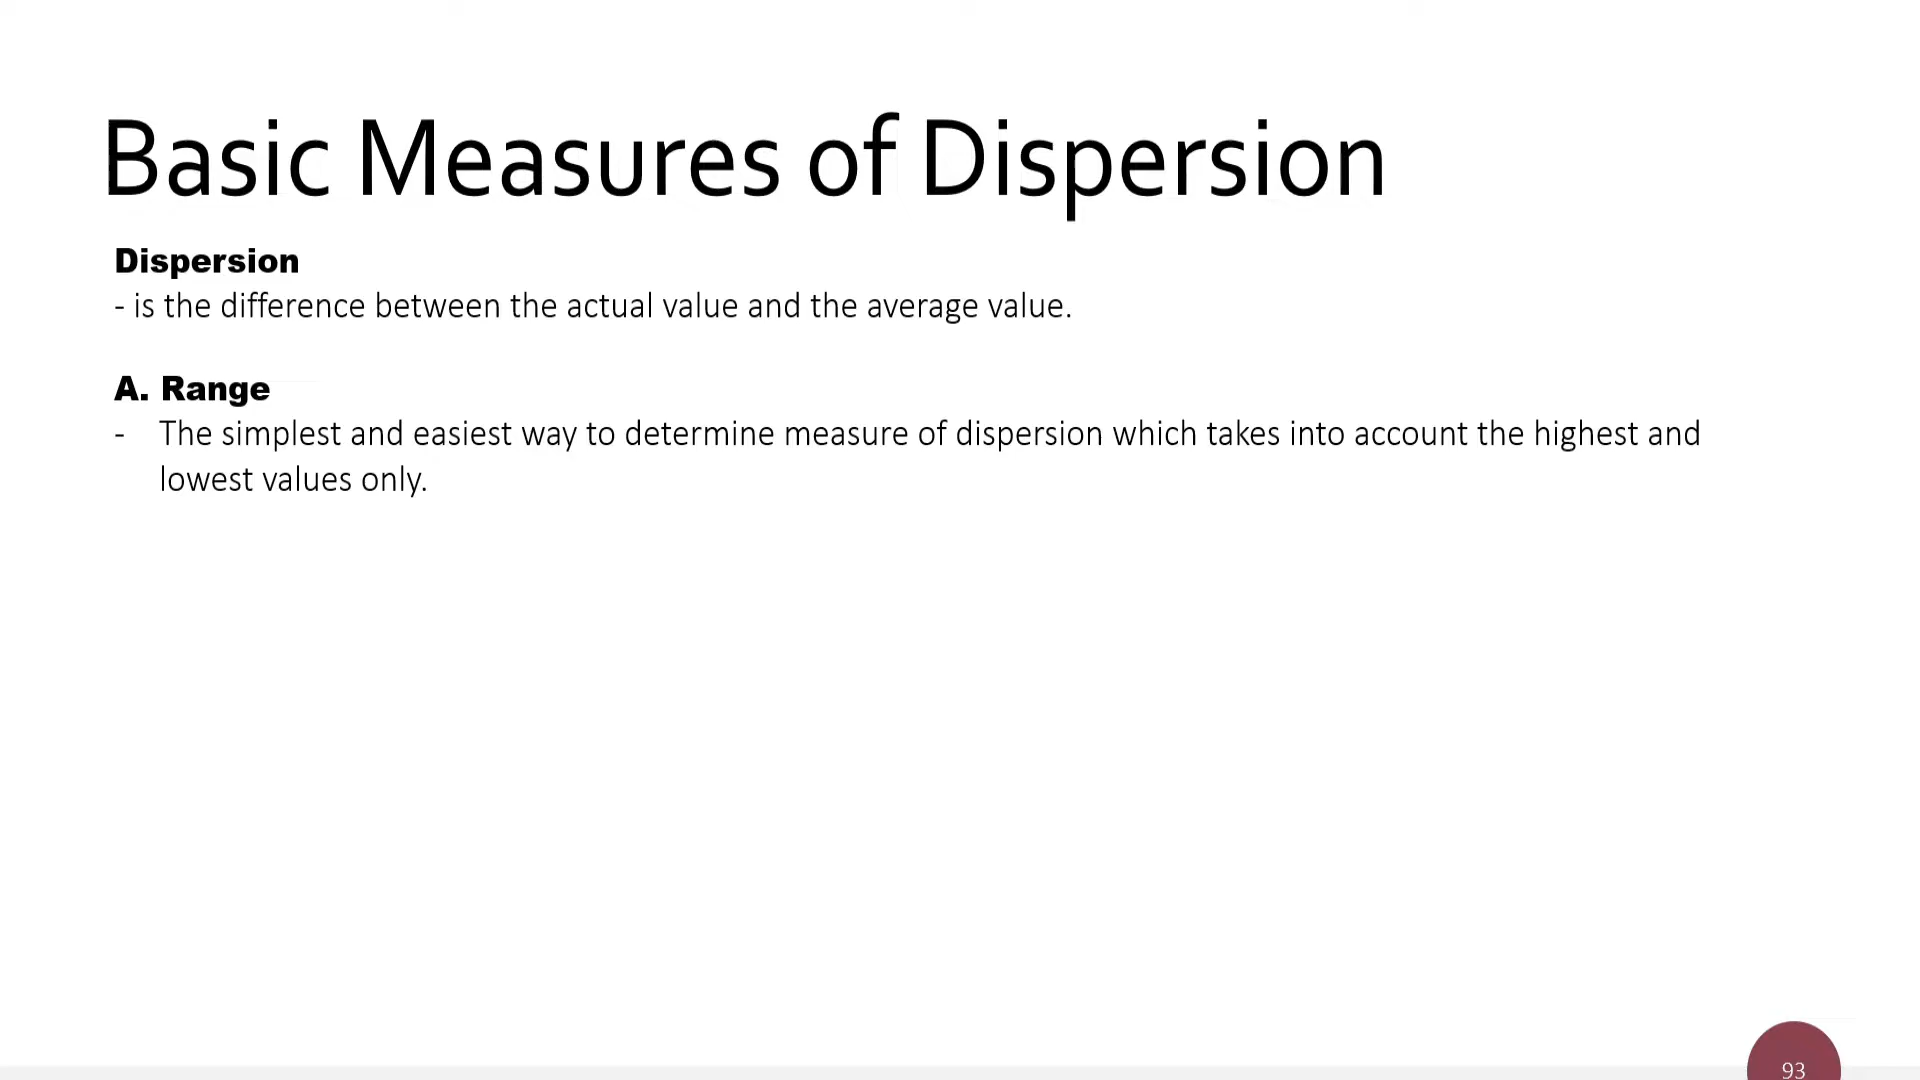 Basic Measures of Dispersion
Dispersion
- is the difference between the actual value and the average value.
A. Range
- The simplest and easiest way to determine measure of dispersion which takes into account the highest and
lowest values only.
93